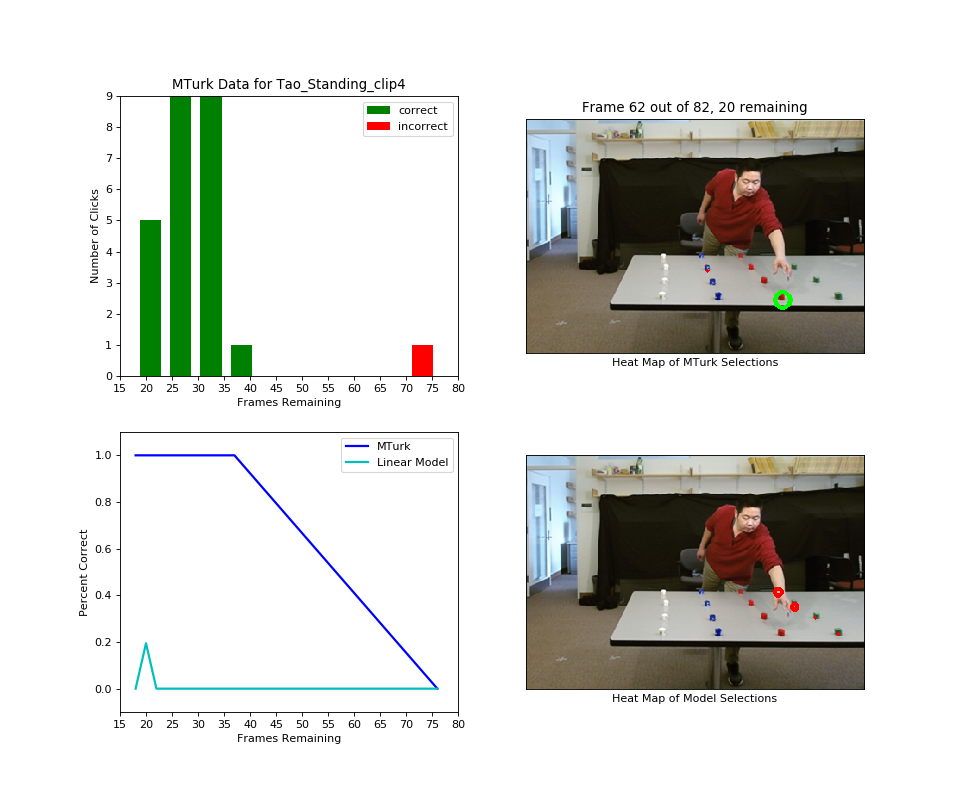 MTurk Data for Tao_Standing_clip4
9
8
7
6
5
4
3
2
1
0
Number of Clicks
correct
incorrect
15 20 25 30 35 40 45 50 55 60 65 70 75 80
Frames Remaining
Frame 62 out of 82, 20 remaining
Heat Map of MTurk Selections
1.0
0.8
0.6
0.4
0.2
0.0
Percent Correct
MTurk
Linear Model
15 20 25 30 35 40 45 50 55 60 65 70 75 80
Frames Remaining
Heat Map of Model Selections